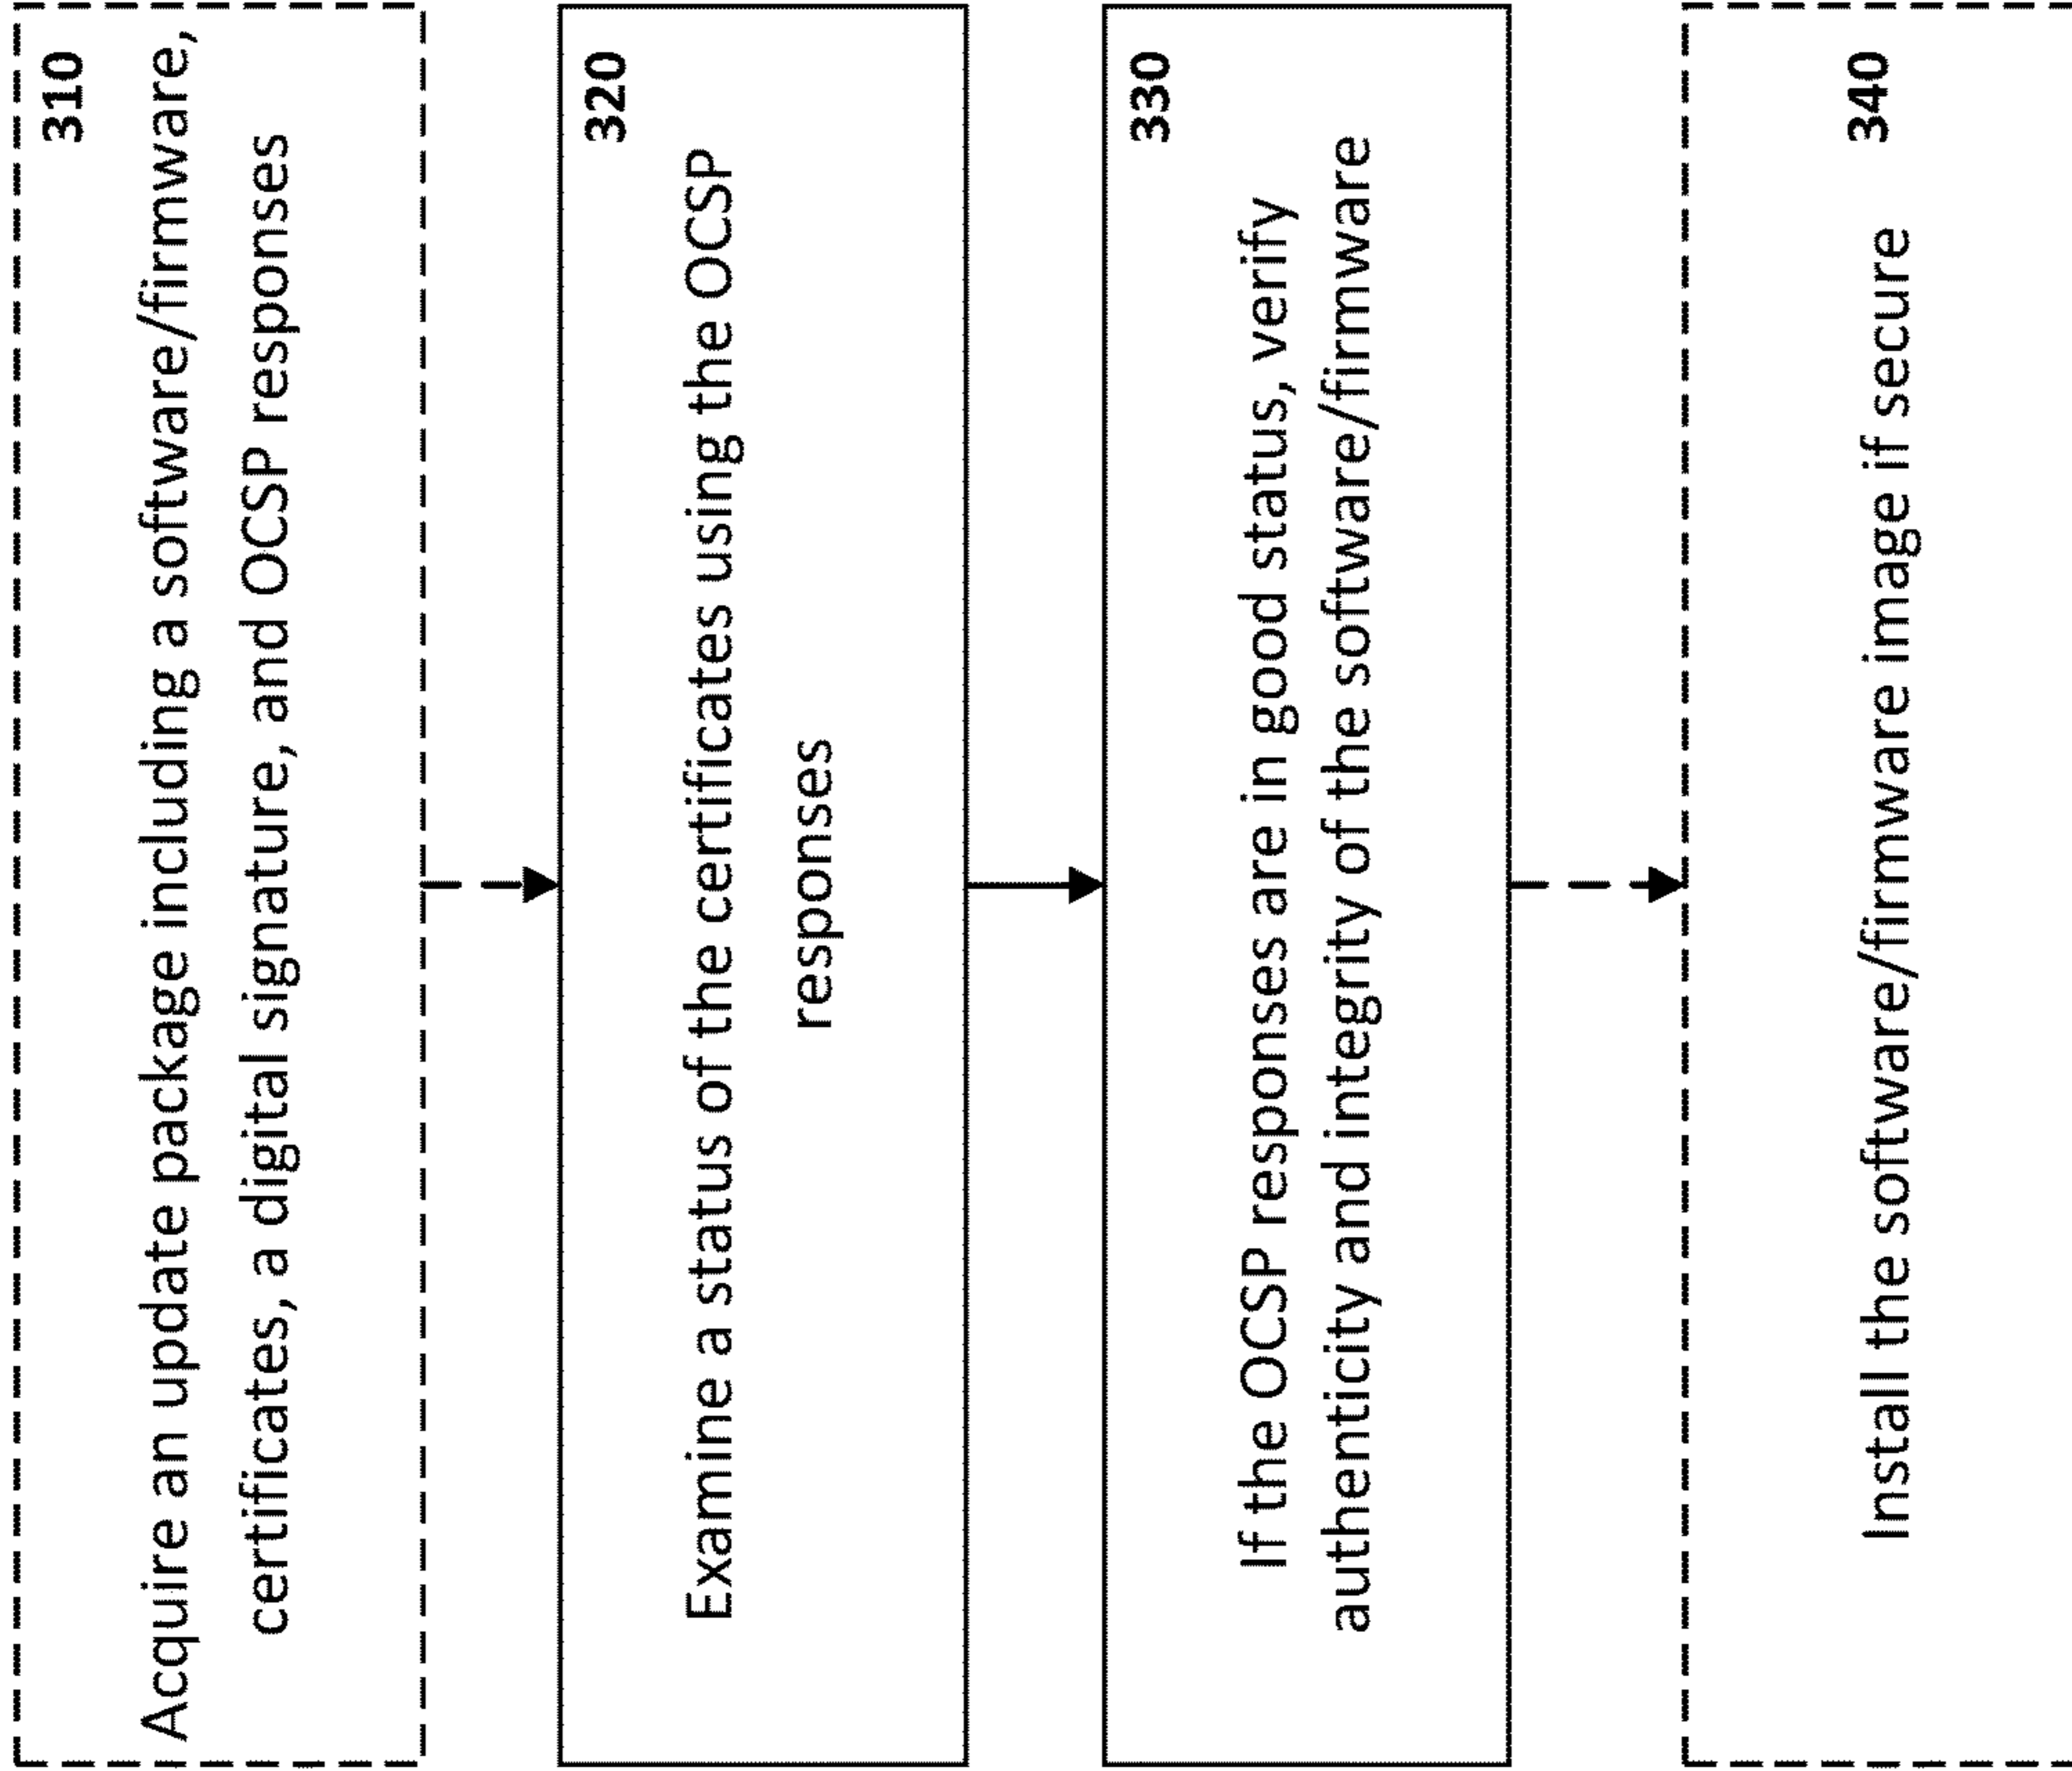 310
Acquire an update package including a software/firmware,
certificates, a digital signature, and OCSP responses
320
Examine a status of the certificates using the OCSP
responses
330
If the OCSP responses are in good status, verify
authenticity and integrity of the software/firmware
340
Install the software/firmware image if secure